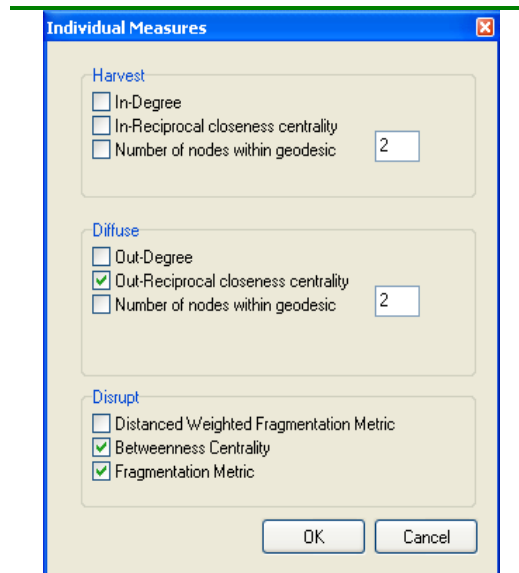 Individual Measures
Harvest
In-Degree
In-Reciprocal closeness centrality
Number of nodes within geodesic 2
Diffuse
Out-Degree
Out-Reciprocal closeness centrality
Number of nodes within geodesic 2
Disrupt
Distanced Weighted Fragmentation Metric
Betweenness Centrality
Fragmentation Metric
OK Cancel